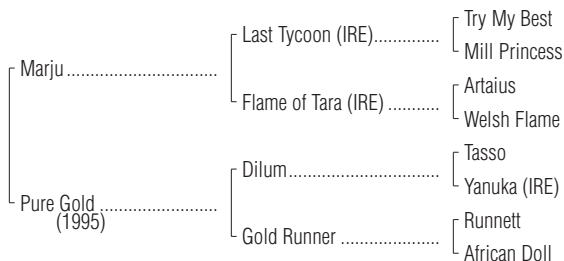 Try My Best
Last Tycoon (IRE)...............
Mill Princess
Marju..................................
Artaius
Flame of Tara (IRE) ............
Welsh Flame
Tasso
Dilum...................................
Yanuka (IRE)
Pure Gold ...........................
(1995)
Runnett
Gold Runner .......................
African Doll